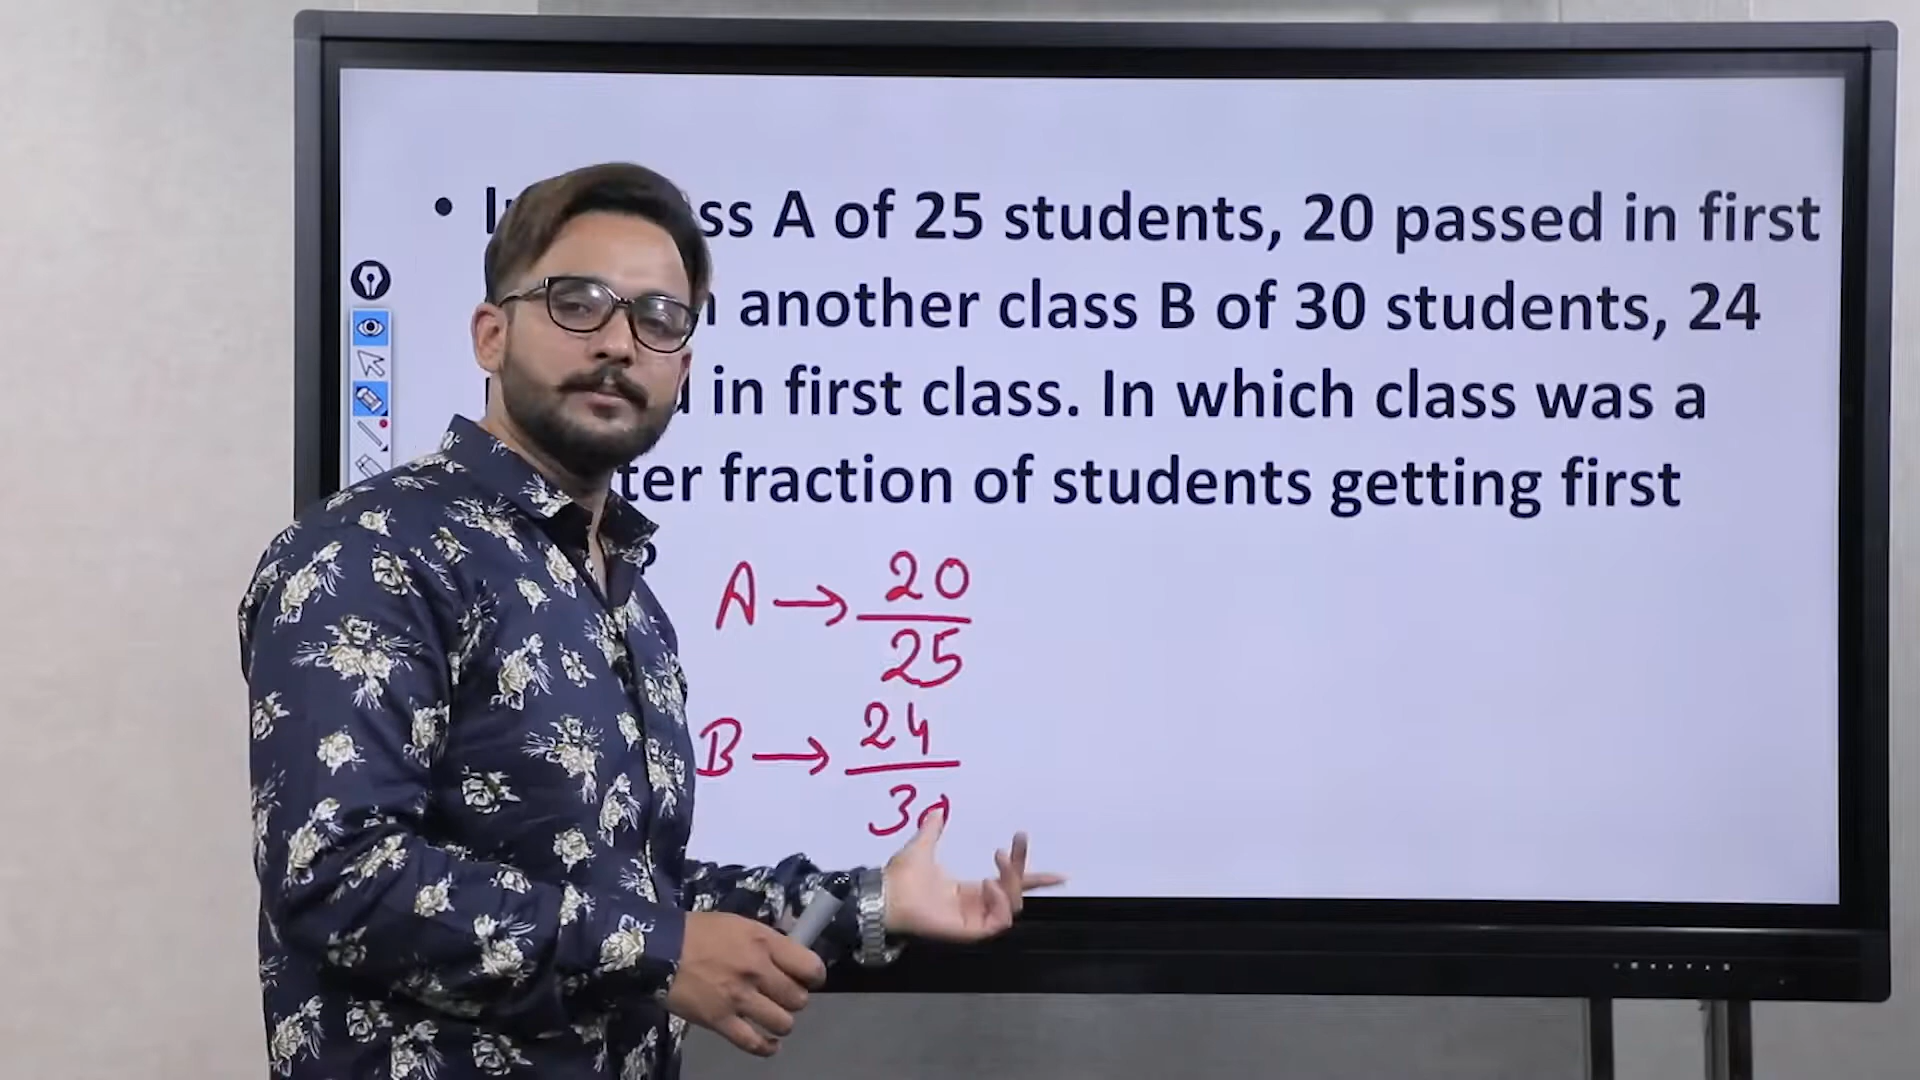 • ss A of 25 students, 20 passed in first
another class B of 30 students, 24
in first class. In which class was a
ter fraction of students getting first
?
A → 20
25
B → 24
30